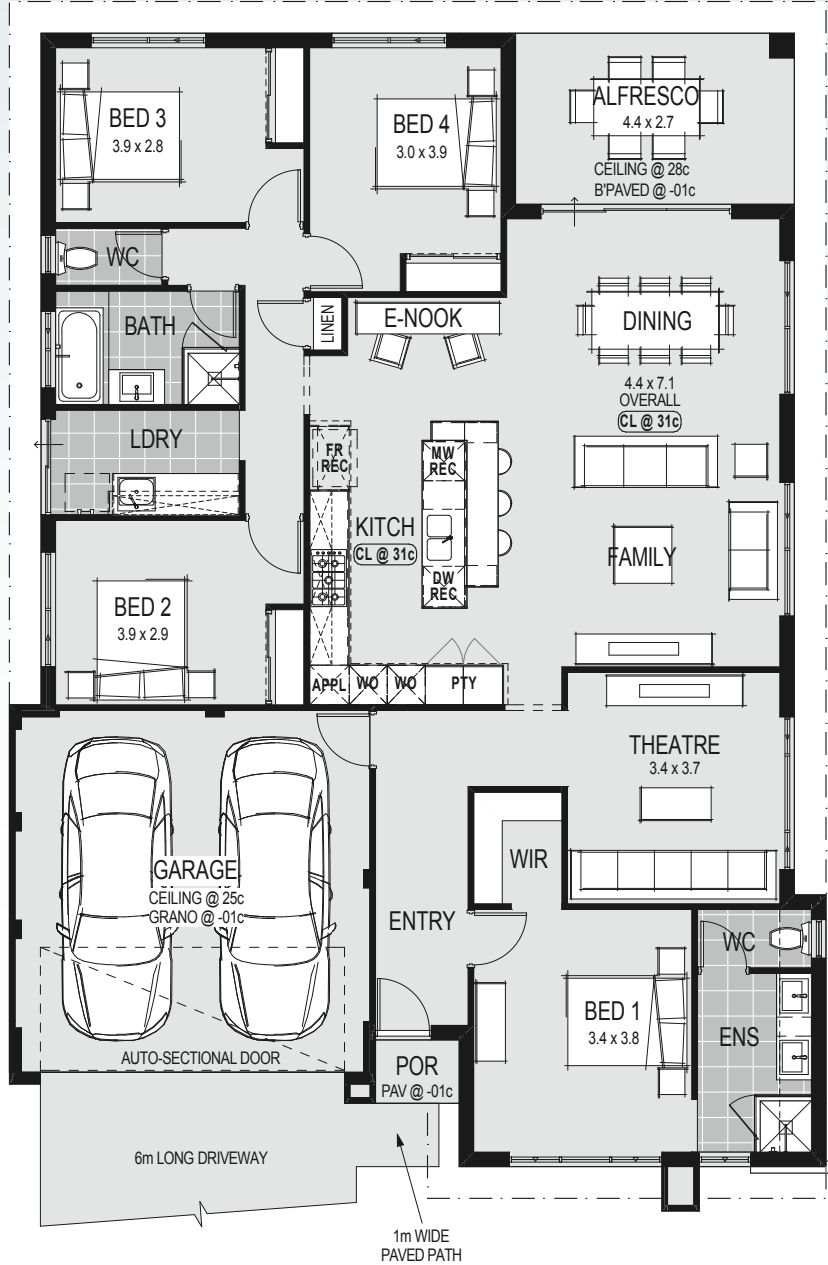 BED 3
3.9 x 2.8
BED 4
3.0 x 3.9
ALFRESCO
4.4 x 2.7
CEILING @ 28c
B'PAVED @ -01c
WC
BATH
LINEN
E-NOOK
DINING
4.4 x 7.1
OVERALL
CL @ 31c
LDRY
FR
REC
MW
REC
KITCH
CL @ 31c
DW
REC
FAMILY
BED 2
3.9 x 2.9
APPL
WO
WO
PTY
THEATRE
3.4 x 3.7
GARAGE
CEILING @ 25c
GRANO @ -01c
WIR
ENTRY
WC
BED 1
3.4 x 3.8
ENS
AUTO-SECTIONAL DOOR
POR
PAV @ -01c
6m LONG DRIVEWAY
1m WIDE
PAVED PATH